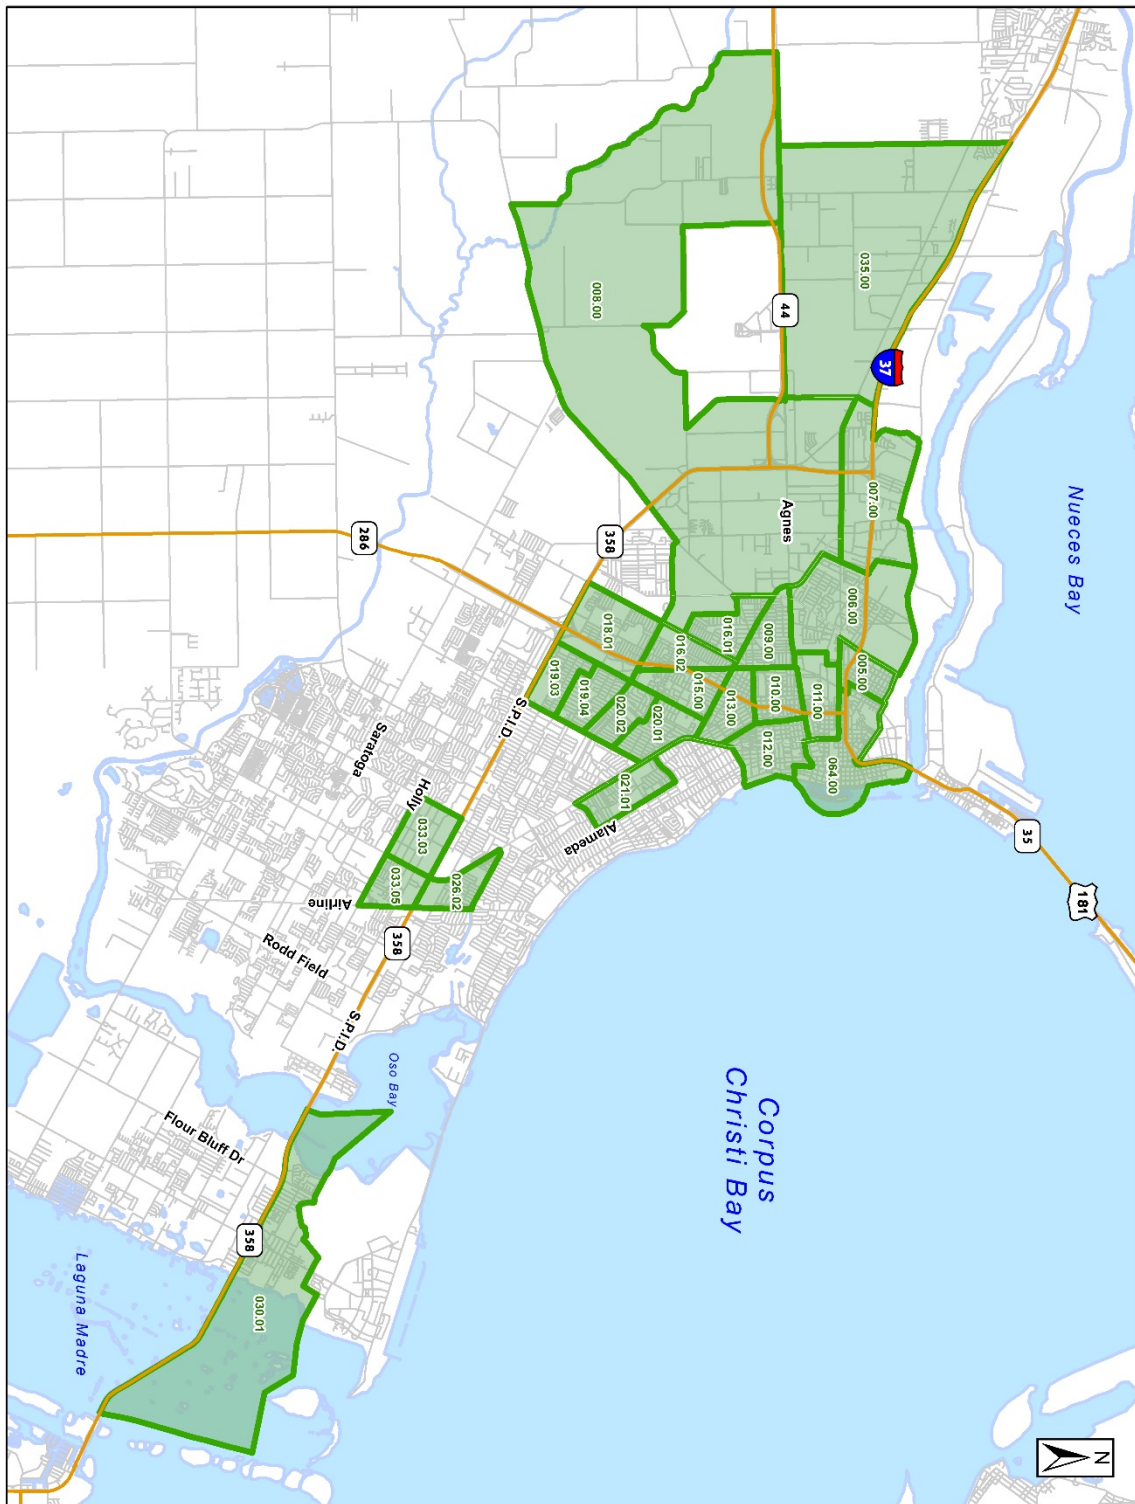 N
35
181
Nueces Bay
37
035.00
44
007.00
006.00
005.00
Agnes
064.00
011.00
009.00
010.00
012.00
016.01
013.00
016.02
015.00
008.00
358
018.01
020.01
020.02
019.04
019.03
021.01
Alameda
286
S.P.I.D.
Corpus
Christi Bay
Saratoga
Holly
033.03
026.02
033.05
Airline
358
Rodd Field
S.P.I.D.
Oso Bay
Flour Bluff Dr
358
030.01
Laguna Madre